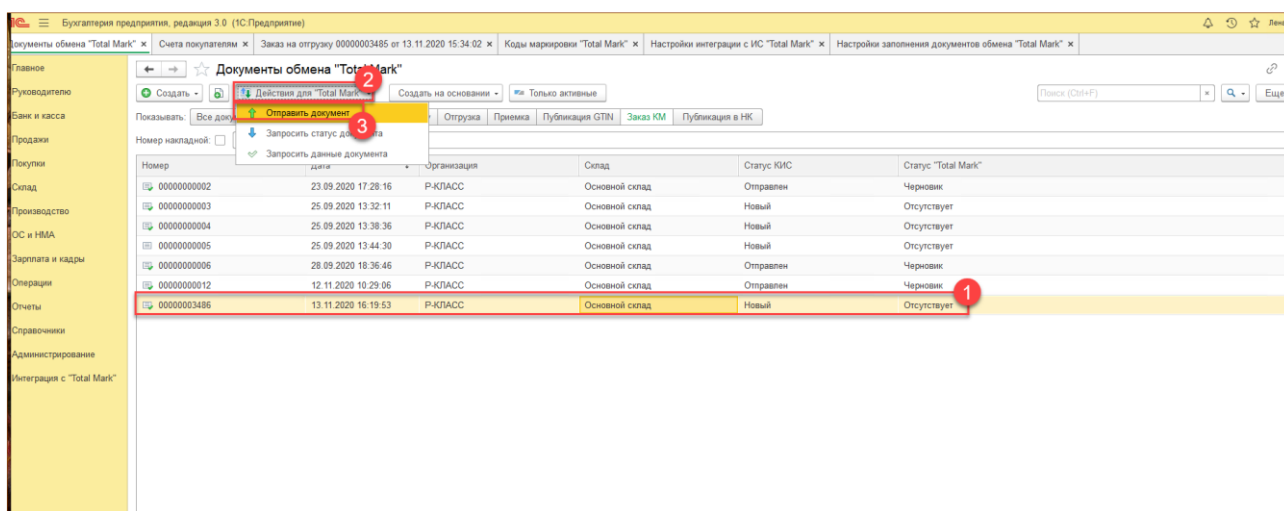 1С Бухгалтерия предприятия, редакция 3.0 (1С:Предприятие) Лена
Документы обмена "Total Mark" × Счета покупателям × Заказ на отгрузку 00000003485 от 13.11.2020 15:34:02 × Коды маркировки "Total Mark" × Настройки интеграции с ИС "Total Mark" × Настройки заполнения документов обмена "Total Mark" ×
Главное
Документы обмена "Total Mark"
2
Руководителю
Создать Действия для "Total Mark" Создать на основании Только активные Поиск (Ctrl+F) × Еще
Банк и касса
Показывать: Все Отправить документ Отгрузка Приемка Публикация GTIN Заказ КМ Публикация в НК
3
Продажи
Номер накладной: Запросить статус
Запросить данные документа
Покупки
Номер Дата Организация Склад Статус КИС Статус "Total Mark"
Склад
00000000002 23.09.2020 17:28:16 Р-КЛАСС Основной склад Отправлен Черновик
Производство
00000000003 25.09.2020 13:32:11 Р-КЛАСС Основной склад Новый Отсутствует
00000000004 25.09.2020 13:38:36 Р-КЛАСС Основной склад Новый Отсутствует
ОС и НМА
00000000005 25.09.2020 13:44:30 Р-КЛАСС Основной склад Новый Отсутствует
Зарплата и кадры
00000000006 28.09.2020 18:36:46 Р-КЛАСС Основной склад Отправлен Черновик
Операции
00000000012 12.11.2020 10:29:06 Р-КЛАСС Основной склад Отправлен Черновик
1
Отчеты
00000003486 13.11.2020 16:19:53 Р-КЛАСС Основной склад Новый Отсутствует
Справочники
Администрирование
Интеграция с "Total Mark"